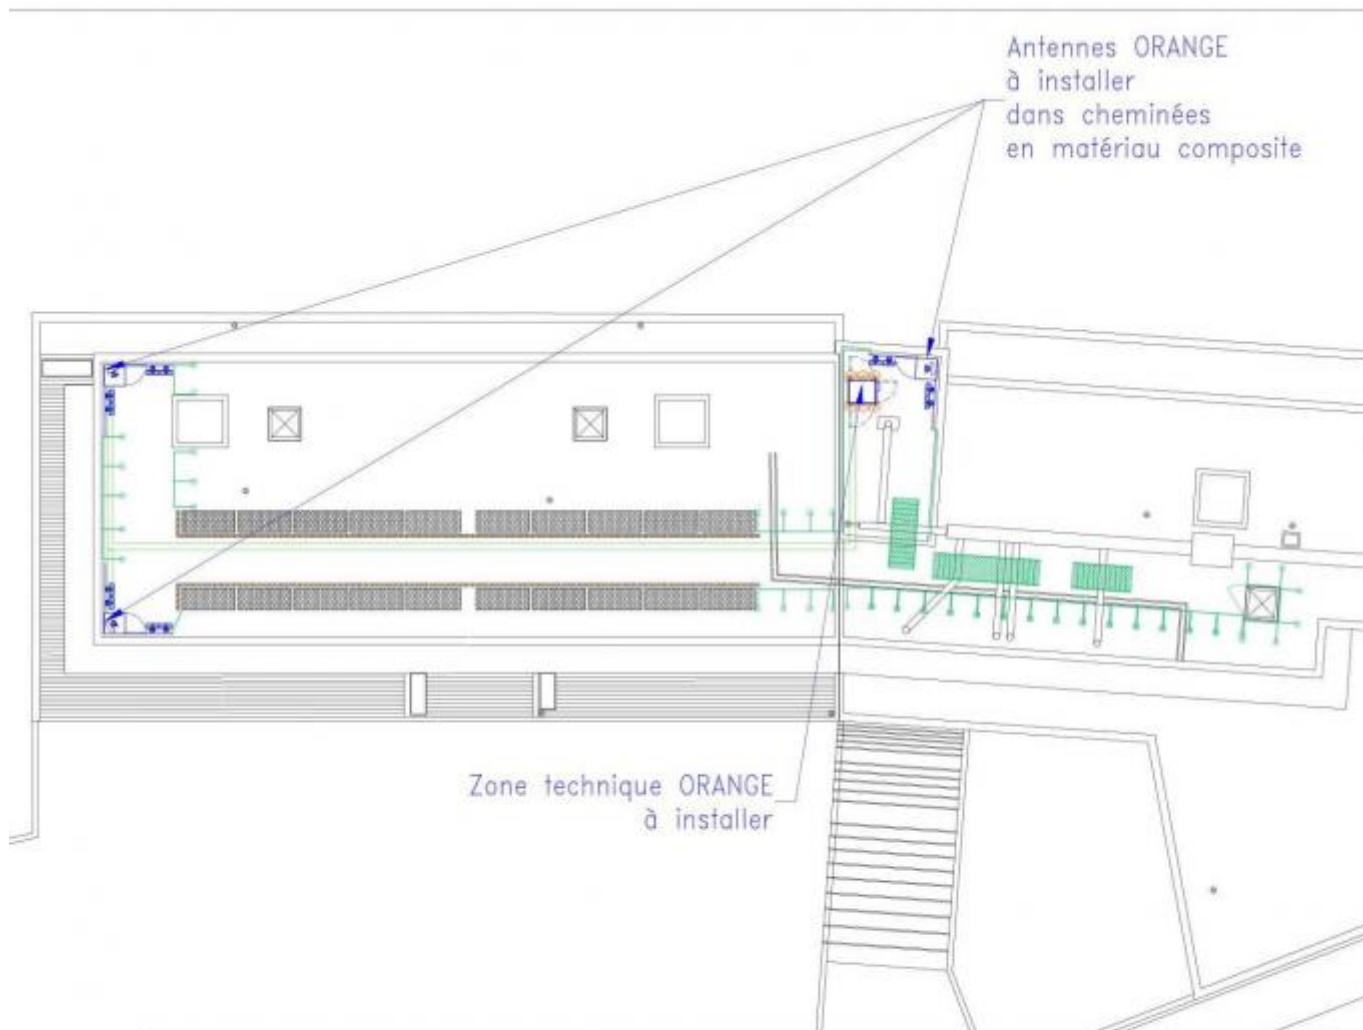 Antennes ORANGE
à installer
dans cheminées
en matériau composite
Zone technique ORANGE
à installer